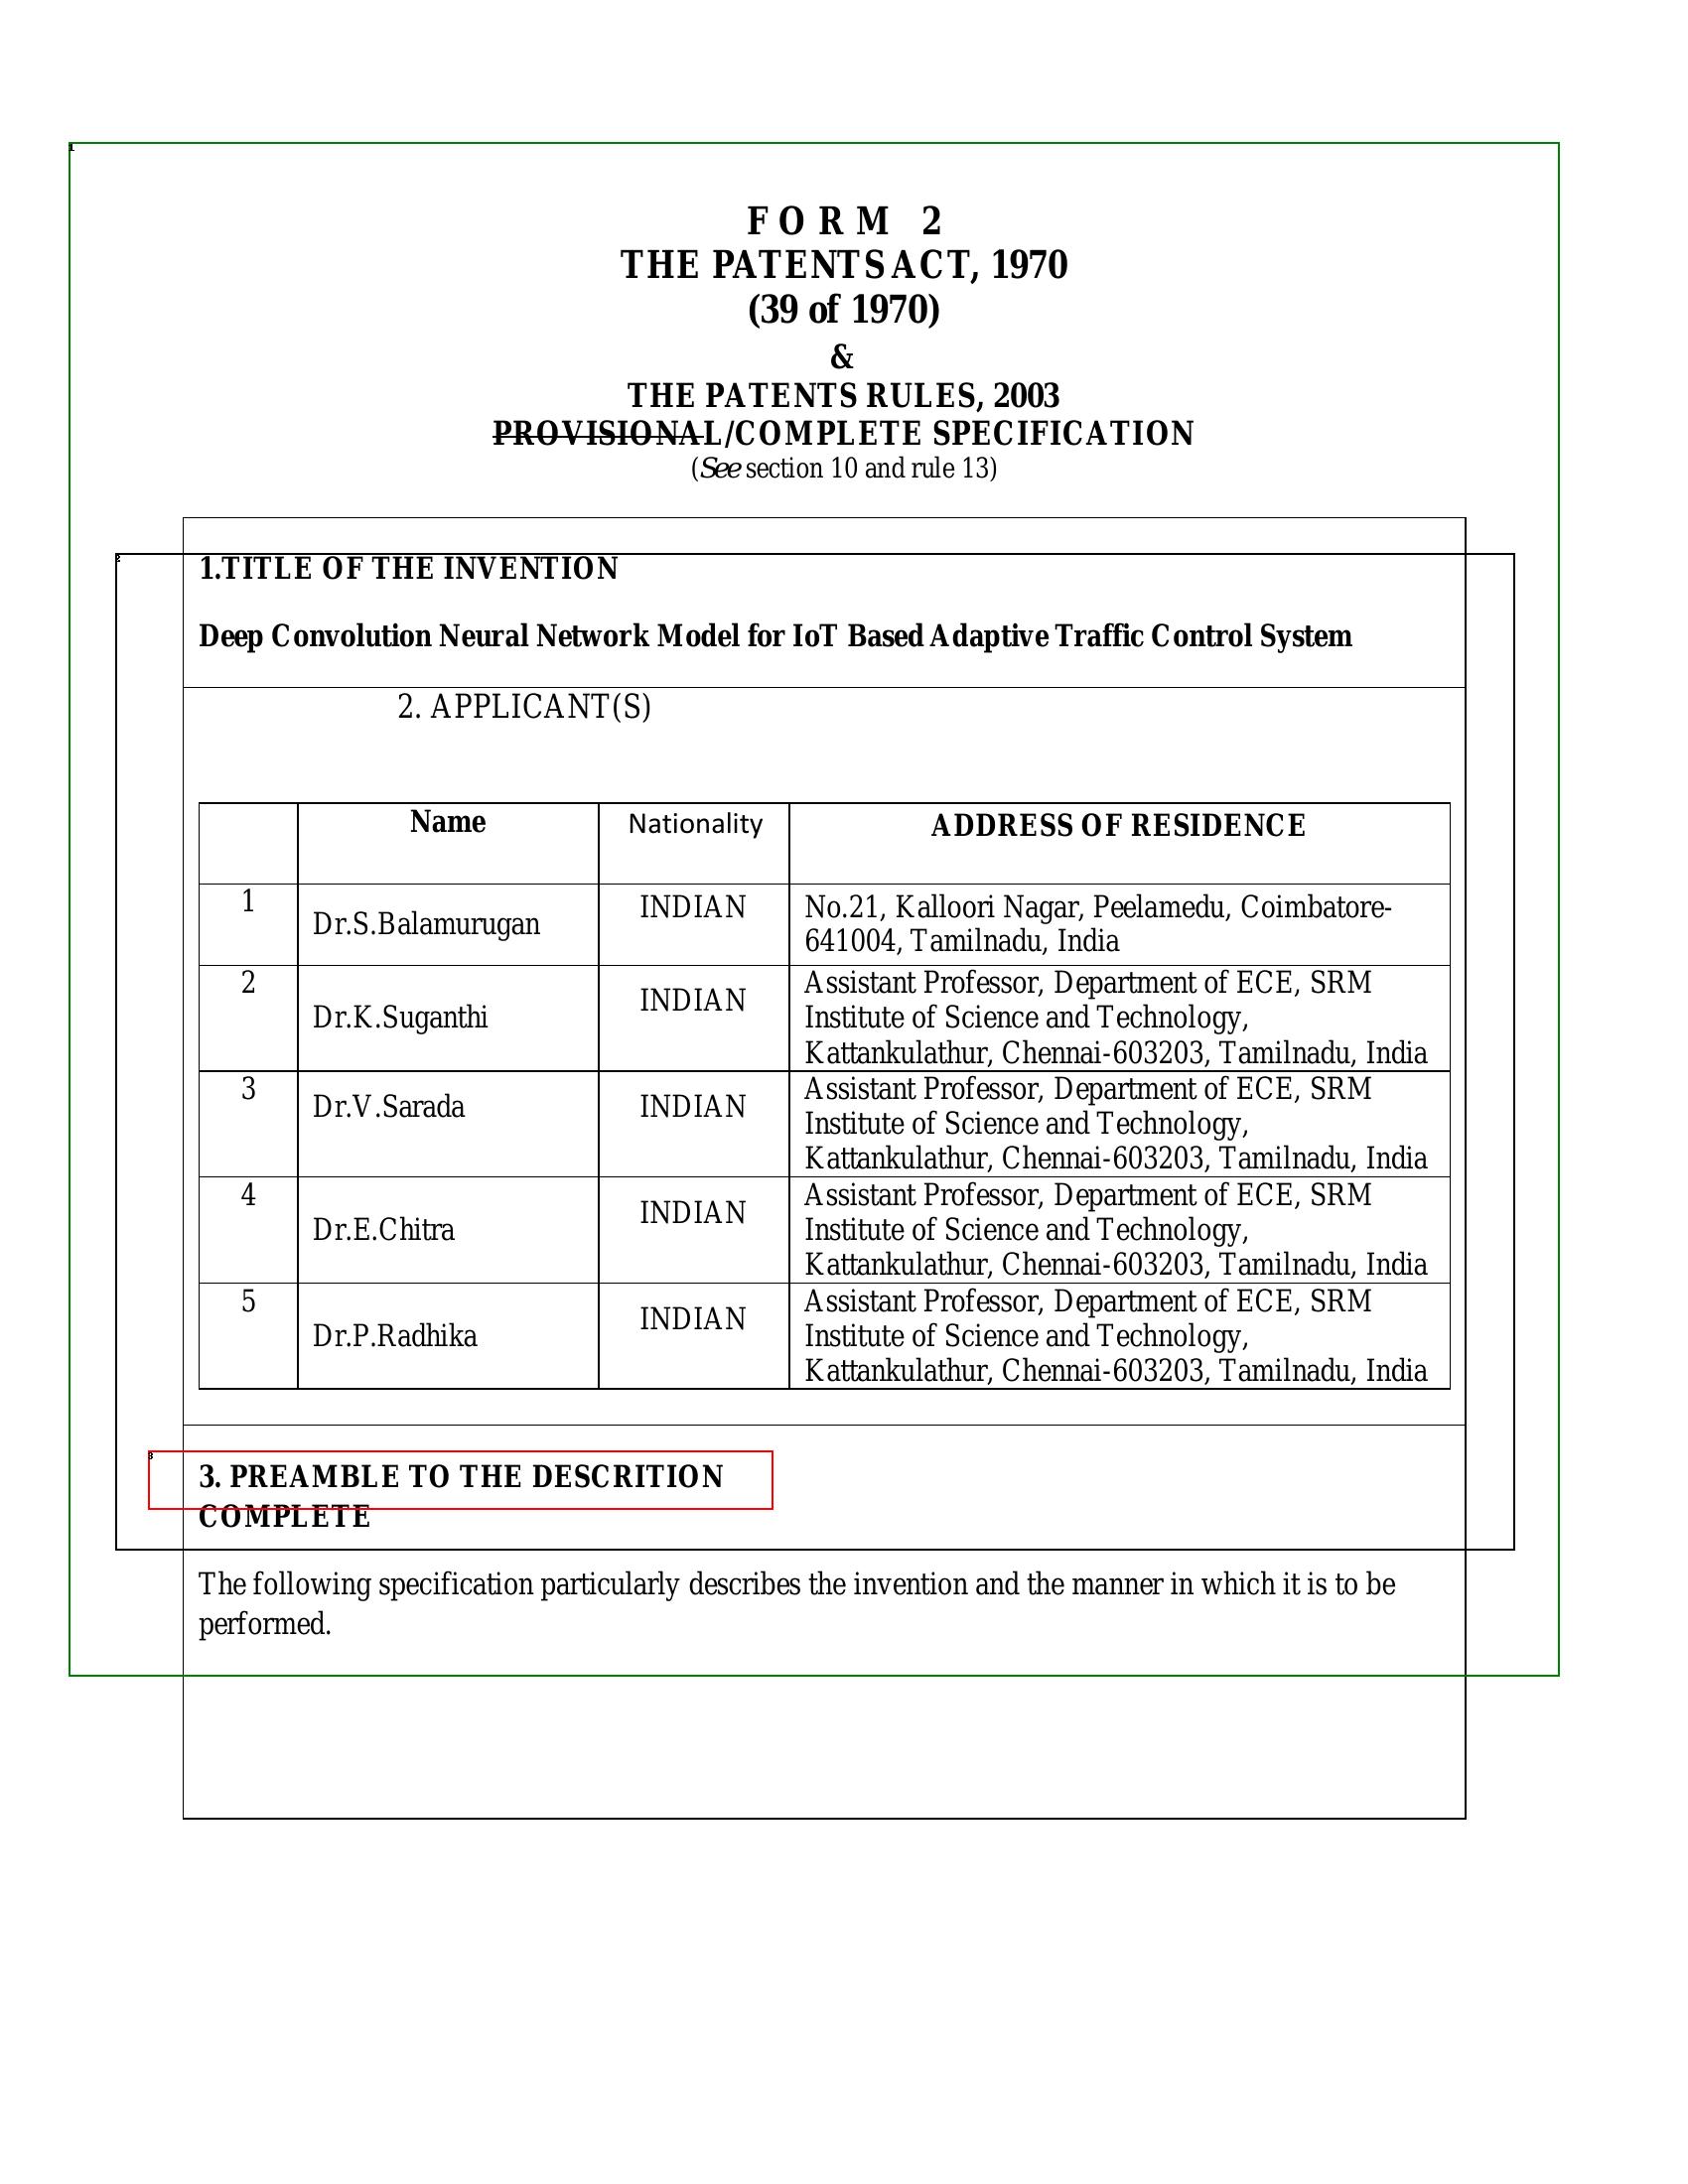 FORM 2
THE PATENTS ACT, 1970
(39 of 1970)
&
THE PATENTS RULES, 2003
PROVISIONAL/COMPLETE SPECIFICATION
(See section 10 and rule 13)
1.TITLE OF THE INVENTION
Deep Convolution Neural Network Model for IoT Based Adaptive Traffic Control System
2. APPLICANT(S)
Name Nationality ADDRESS OF RESIDENCE
1 Dr.S.Balamurugan INDIAN No.21, Kalloori Nagar, Peelamedu, Coimbatore-
641004, Tamilnadu, India
2 Dr.K.Suganthi INDIAN Assistant Professor, Department of ECE, SRM
Institute of Science and Technology,
Kattankulathur, Chennai-603203, Tamilnadu, India
3 Dr.V.Sarada INDIAN Assistant Professor, Department of ECE, SRM
Institute of Science and Technology,
Kattankulathur, Chennai-603203, Tamilnadu, India
4 Dr.E.Chitra INDIAN Assistant Professor, Department of ECE, SRM
Institute of Science and Technology,
Kattankulathur, Chennai-603203, Tamilnadu, India
5 Dr.P.Radhika INDIAN Assistant Professor, Department of ECE, SRM
Institute of Science and Technology,
Kattankulathur, Chennai-603203, Tamilnadu, India
3. PREAMBLE TO THE DESCRITION
COMPLETE
The following specification particularly describes the invention and the manner in which it is to be
performed.